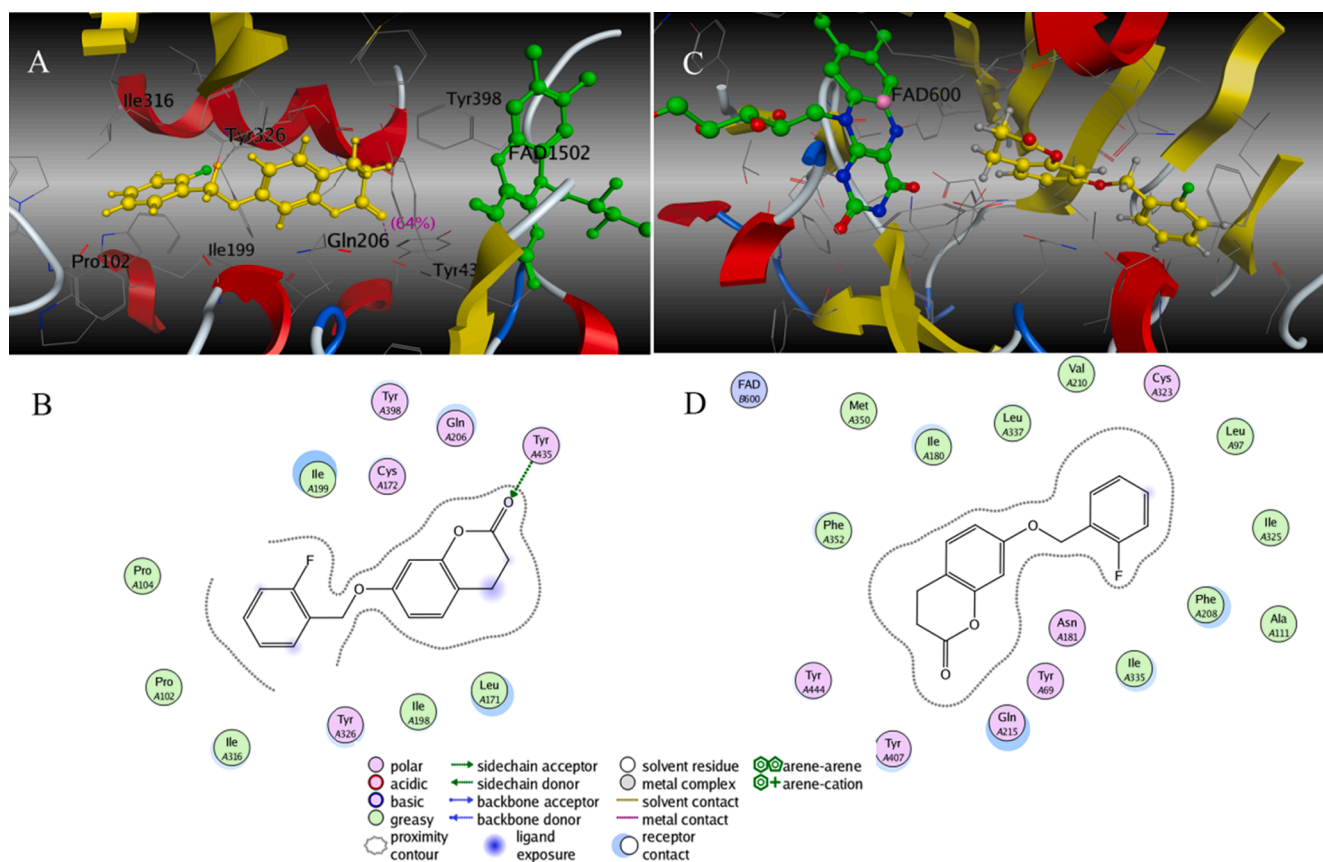 A
Ile316
Tyr326
Tyr398
FAD1502
(64%)
Gln206
Ile199
Pro102
Tyr43
C
FAD600
B
Tyr
A398
Gln
A206
Tyr
A435
Ile
A199
Cys
A172
O
O
F
O
Pro
A104
Pro
A102
Ile
A316
Tyr
A326
Ile
A198
Leu
A171
D
FAD
B600
Met
A350
Ile
A180
Leu
A337
Val
A210
Cys
A323
Leu
A97
Phe
A352
O
F
Ile
A325
Phe
A208
Ala
A111
O
O
Asn
A181
Ile
A335
Tyr
A69
Tyr
A444
Gln
A215
Tyr
A407
polar
sidechain acceptor
solvent residue
arene-arene
acidic
sidechain donor
metal complex
arene-cation
basic
backbone acceptor
solvent contact
greasy
backbone donor
metal contact
proximity
contour
ligand
exposure
receptor
contact